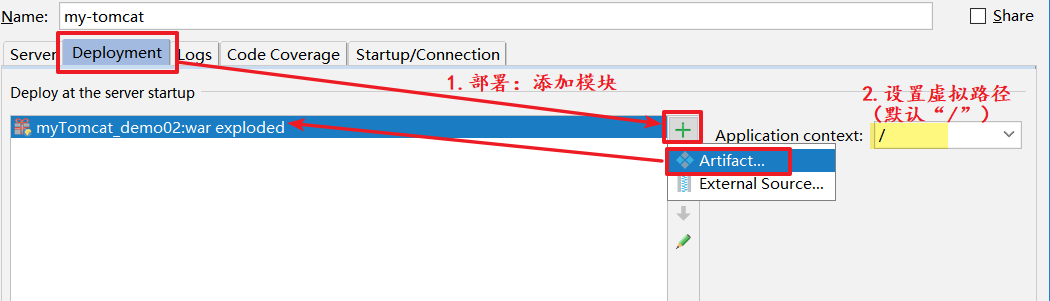 Name: my-tomcat Share
Server Deployment Logs Code Coverage Startup/Connection
1.部署：添加模块
Deploy at the server startup
2.设置虚拟路径
（默认“/”）
myTomcat_demo02:war exploded
Application context: /
Artifact...
External Source...